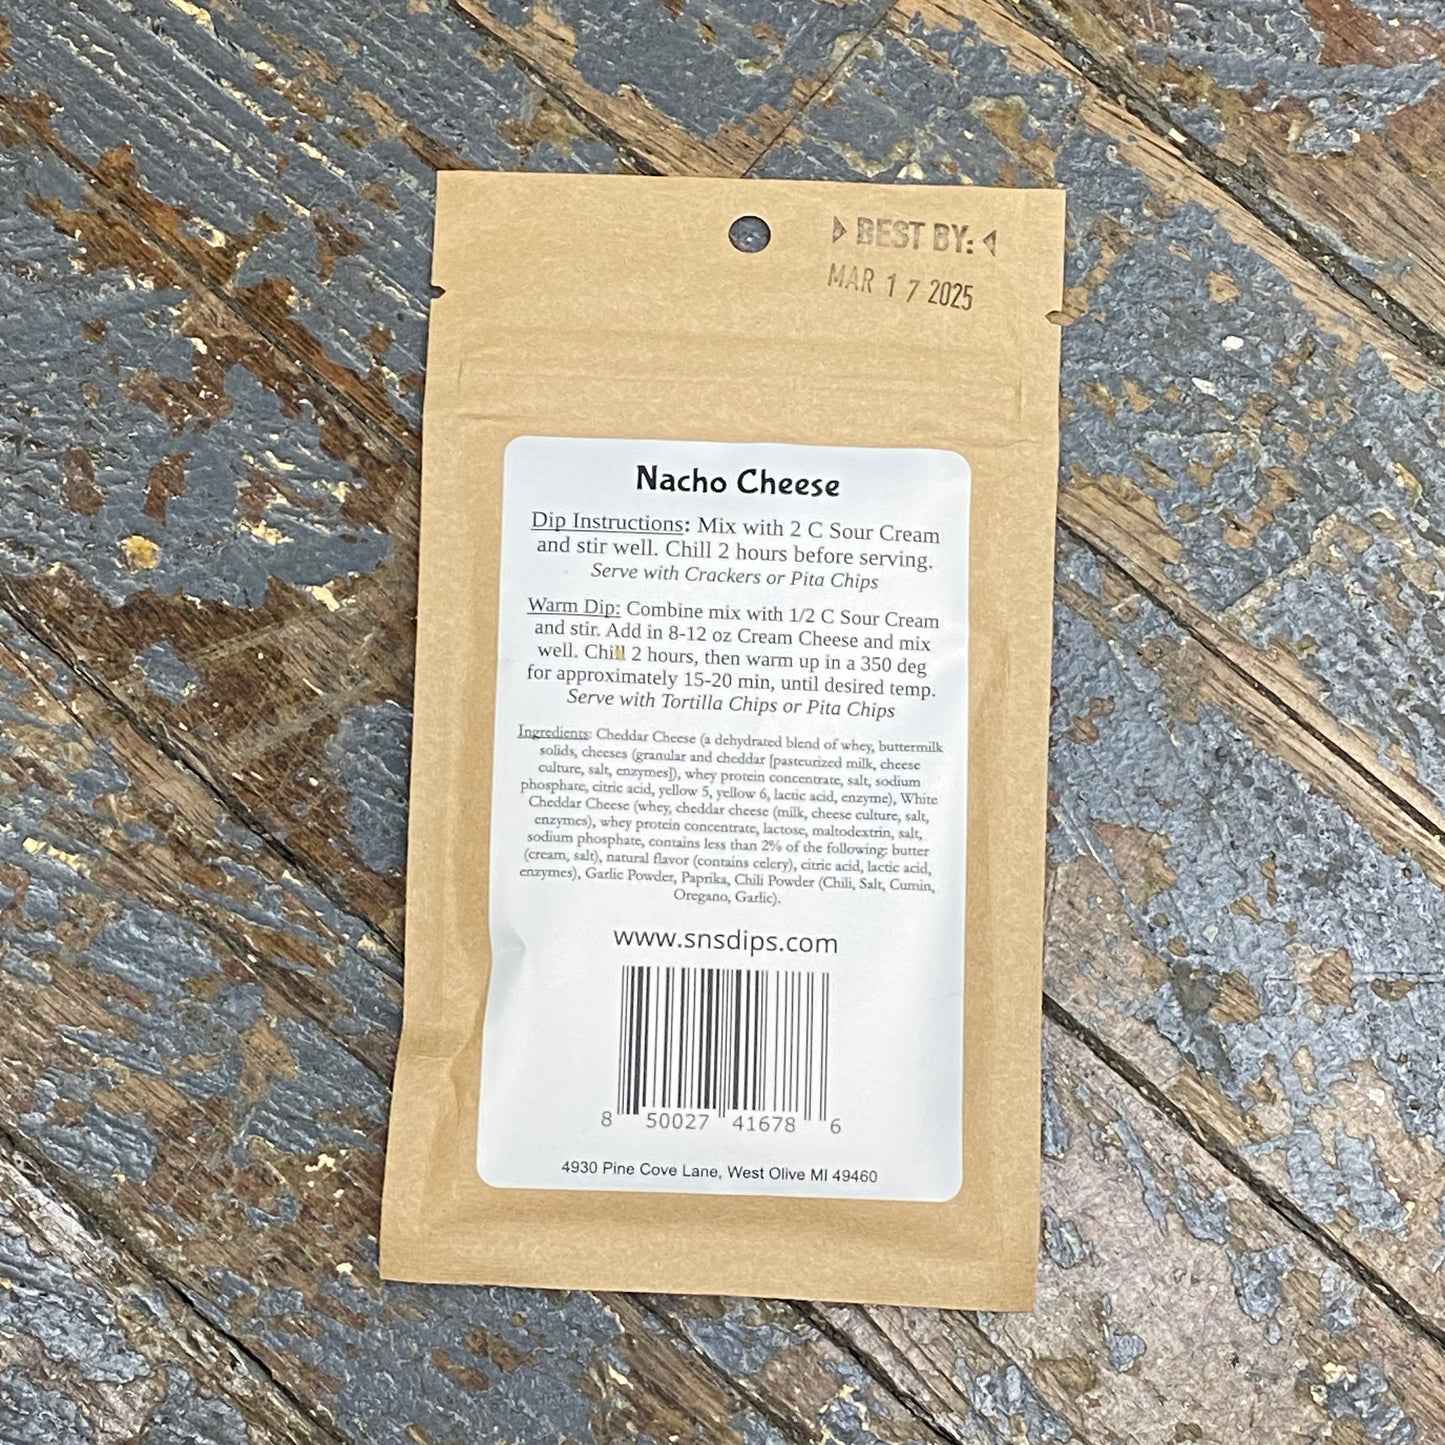 BEST BY:
MAR 17 2025
Nacho Cheese
Dip Instructions: Mix with 2 C Sour Cream
and stir well. Chill 2 hours before serving.
Serve with Crackers or Pita Chips
Warm Dip: Combine mix with 1/2 C Sour Cream
and stir. Add in 8-12 oz Cream Cheese and mix
well. Chill 2 hours, then warm up in a 350 deg
for approximately 15-20 min, until desired temp.
Serve with Tortilla Chips or Pita Chips
Ingredients: Cheddar Cheese (a dehydrated blend of whey, buttermilk
solids, cheeses (granular and cheddar [pasteurized milk, cheese
culture, salt, enzymes]), whey protein concentrate, salt, sodium
phosphate, citric acid, yellow 5, yellow 6, lactic acid, enzyme), White
Cheddar Cheese (whey, cheddar cheese (milk, cheese culture, salt,
enzymes), whey protein concentrate, lactose, maltodextrin, salt,
sodium phosphate, contains less than 2% of the following: butter
(cream, salt), natural flavor (contains celery), citric acid, lactic acid,
enzymes), Garlic Powder, Paprika, Chili Powder (Chili, Salt, Cumin,
Oregano, Garlic).
www.snsdips.com
8 50027 41678 6
4930 Pine Cove Lane, West Olive MI 49460